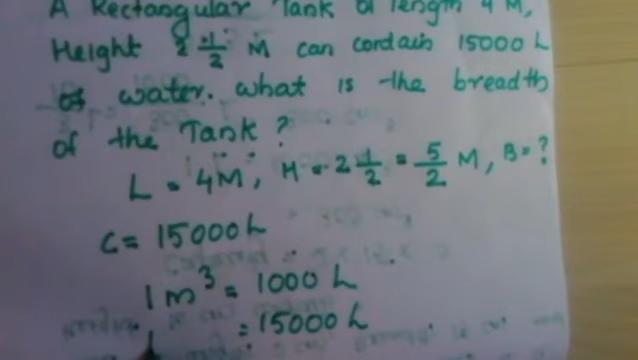 A Rectangular Tank of length 4 M,
Height 2 1/2 M can contain 15000 L
of water. what is the breadth
of the Tank?
L = 4M, H = 2 1/2 = 5/2 M, B = ?
C = 15000 L
1 m³ = 1000 L
= 15000 L